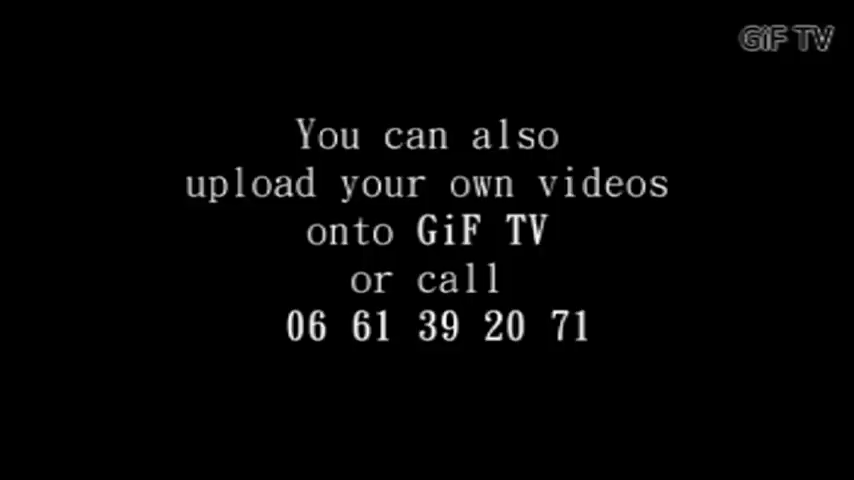 GiF TV
You can also
upload your own videos
onto GiF TV
or call
06 61 39 20 71